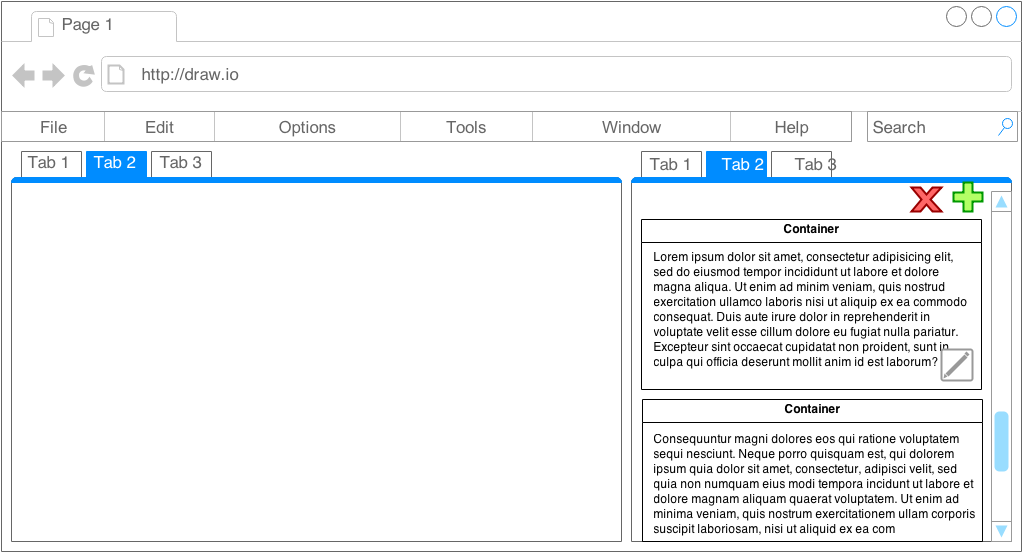 Page 1
http://draw.io
File Edit Options Tools Window Help Search
Tab 1 Tab 2 Tab 3
Tab 1 Tab 2 Tab 3
Container
Lorem ipsum dolor sit amet, consectetur adipisicing elit,
sed do eiusmod tempor incididunt ut labore et dolore
magna aliqua. Ut enim ad minim veniam, quis nostrud
exercitation ullamco laboris nisi ut aliquip ex ea commodo
consequat. Duis aute irure dolor in reprehenderit in
voluptate velit esse cillum dolore eu fugiat nulla pariatur.
Excepteur sint occaecat cupidatat non proident, sunt in
culpa qui officia deserunt mollit anim id est laborum?
Container
Consequuntur magni dolores eos qui ratione voluptatem
sequi nesciunt. Neque porro quisquam est, qui dolorem
ipsum quia dolor sit amet, consectetur, adipisci velit, sed
quia non numquam eius modi tempora incidunt ut labore et
dolore magnam aliquam quaerat voluptatem. Ut enim ad
minima veniam, quis nostrum exercitationem ullam corporis
suscipit laboriosam, nisi ut aliquid ex ea com